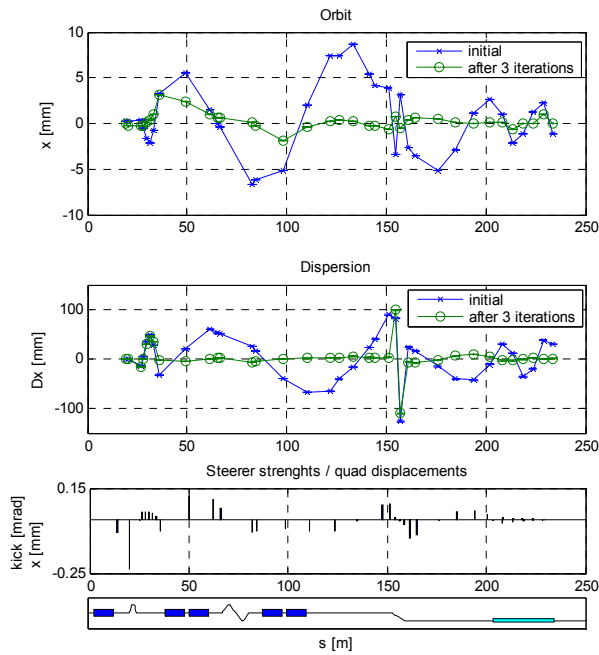 Orbit
10
5
0
-5
-10
x [mm]
initial
after 3 iterations
0 50 100 150 200 250
Dispersion
100
0
-100
Dx [mm]
initial
after 3 iterations
0 50 100 150 200 250
Steerer strenghts / quad displacements
0.15
-0.25
kick [mrad]
x [mm]
0 50 100 150 200 250
s [m]